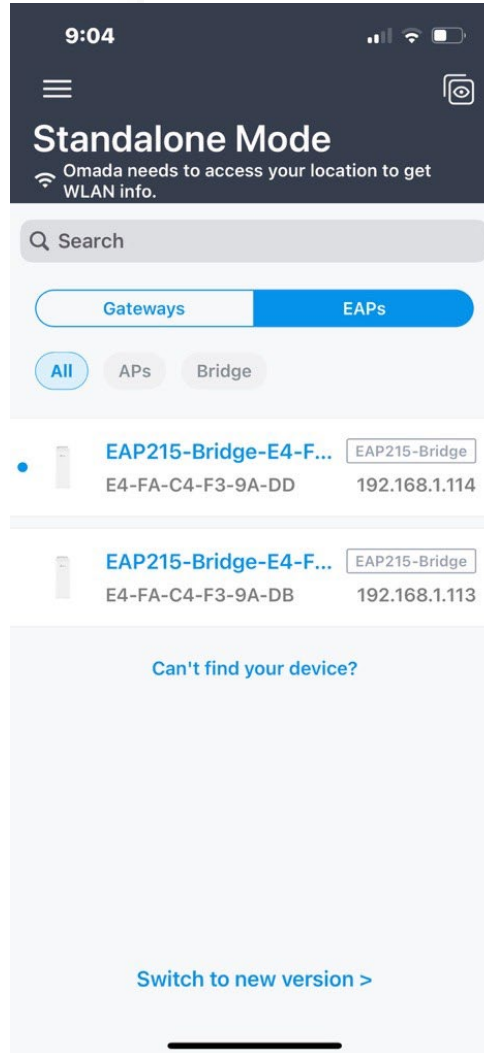 9:04
Standalone Mode
Omada needs to access your location to get
WLAN info.
Search
Gateways
EAPs
All
APs
Bridge
EAP215-Bridge-E4-F...
EAP215-Bridge
E4-FA-C4-F3-9A-DD
192.168.1.114
EAP215-Bridge-E4-F...
EAP215-Bridge
E4-FA-C4-F3-9A-DB
192.168.1.113
Can't find your device?
Switch to new version >